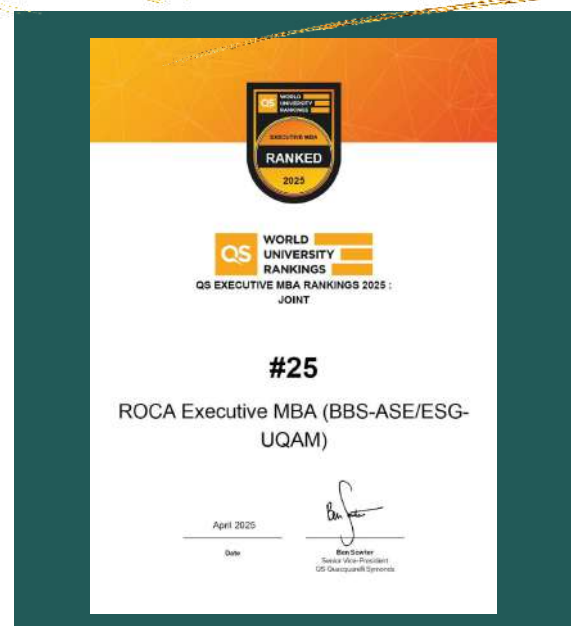 QS WORLD
UNIVERSITY
RANKINGS
EXECUTIVE MBA
RANKED
2025
QS WORLD
UNIVERSITY
RANKINGS
QS EXECUTIVE MBA RANKINGS 2025 :
JOINT
#25
ROCA Executive MBA (BBS-ASE/ESG-
UQAM)
April 2025
Date
Ben Sowter
Senior Vice-President
QS Quacquarelli Symonds